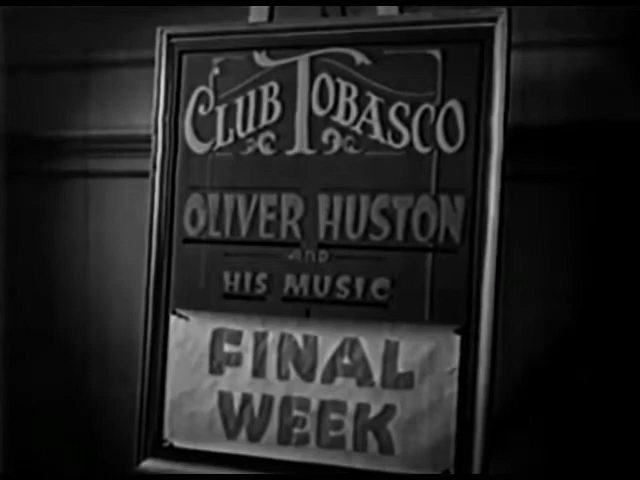 CLUB TOBASCO
OLIVER HUSTON
AND
HIS MUSIC
FINAL
WEEK